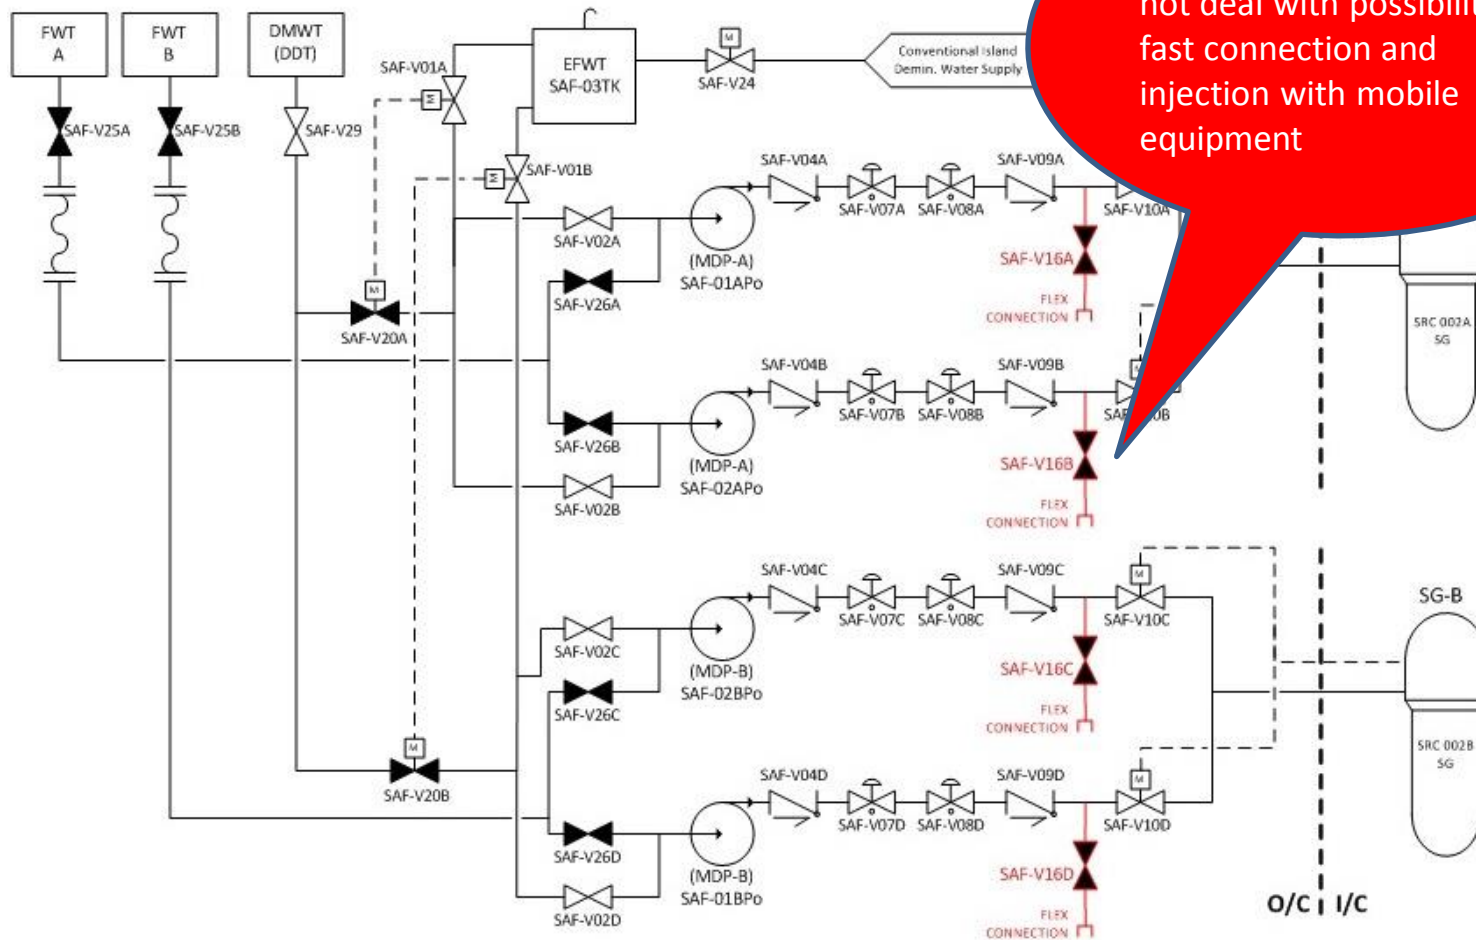 not deal with possibilit
fast connection and
injection with mobile
equipment
FWT
A
FWT
B
DMWT
(DDT)
EFWT
SAF-03TK
Conventional Island
Demin. Water Supply
SAF-V01A
M
M
SAF-V24
SAF-V25A
SAF-V25B
SAF-V29
M
SAF-V01B
SAF-V04A
SAF-V09A
SAF-V07A
SAF-V08A
SAF-V10A
SAF-V02A
(MDP-A)
SAF-01APo
SAF-V16A
SAF-V26A
FLEX
CONNECTION
M
SAF-V20A
SRC 002A
SG
SAF-V04B
SAF-V09B
M
SAF-V07B
SAF-V08B
SAF-V26B
(MDP-A)
SAF-02APo
SAF-V16B
SAF-V02B
FLEX
CONNECTION
SAF-V04C
SAF-V09C
M
SAF-V07C
SAF-V08C
SAF-V10C
SG-B
SAF-V02C
(MDP-B)
SAF-02BPo
SAF-V16C
SAF-V26C
FLEX
CONNECTION
M
SAF-V20B
SRC 002B
SG
SAF-V04D
SAF-V09D
M
SAF-V07D
SAF-V08D
SAF-V10D
SAF-V26D
(MDP-B)
SAF-01BPo
SAF-V16D
SAF-V02D
FLEX
CONNECTION
O/C I/C